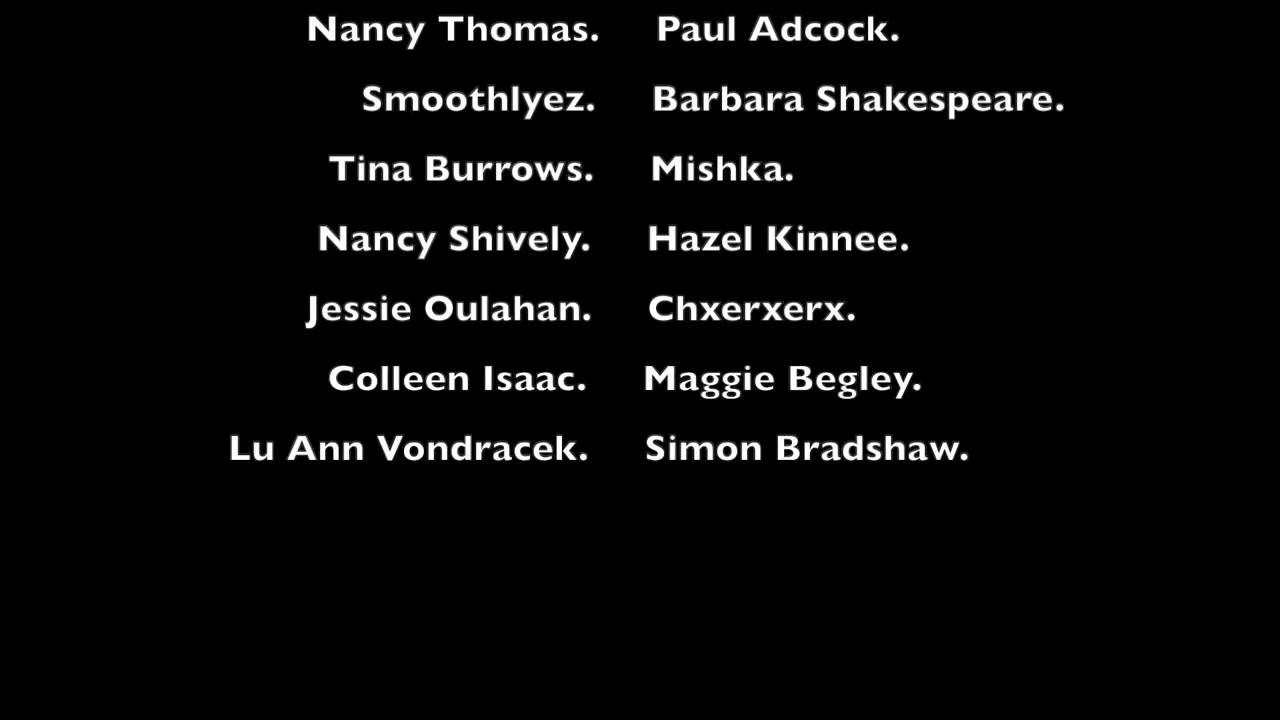 Nancy Thomas. Paul Adcock.
Smoothlyez. Barbara Shakespeare.
Tina Burrows. Mishka.
Nancy Shively. Hazel Kinnee.
Jessie Oulahan. Chxerxerx.
Colleen Isaac. Maggie Begley.
Lu Ann Vondracek. Simon Bradshaw.